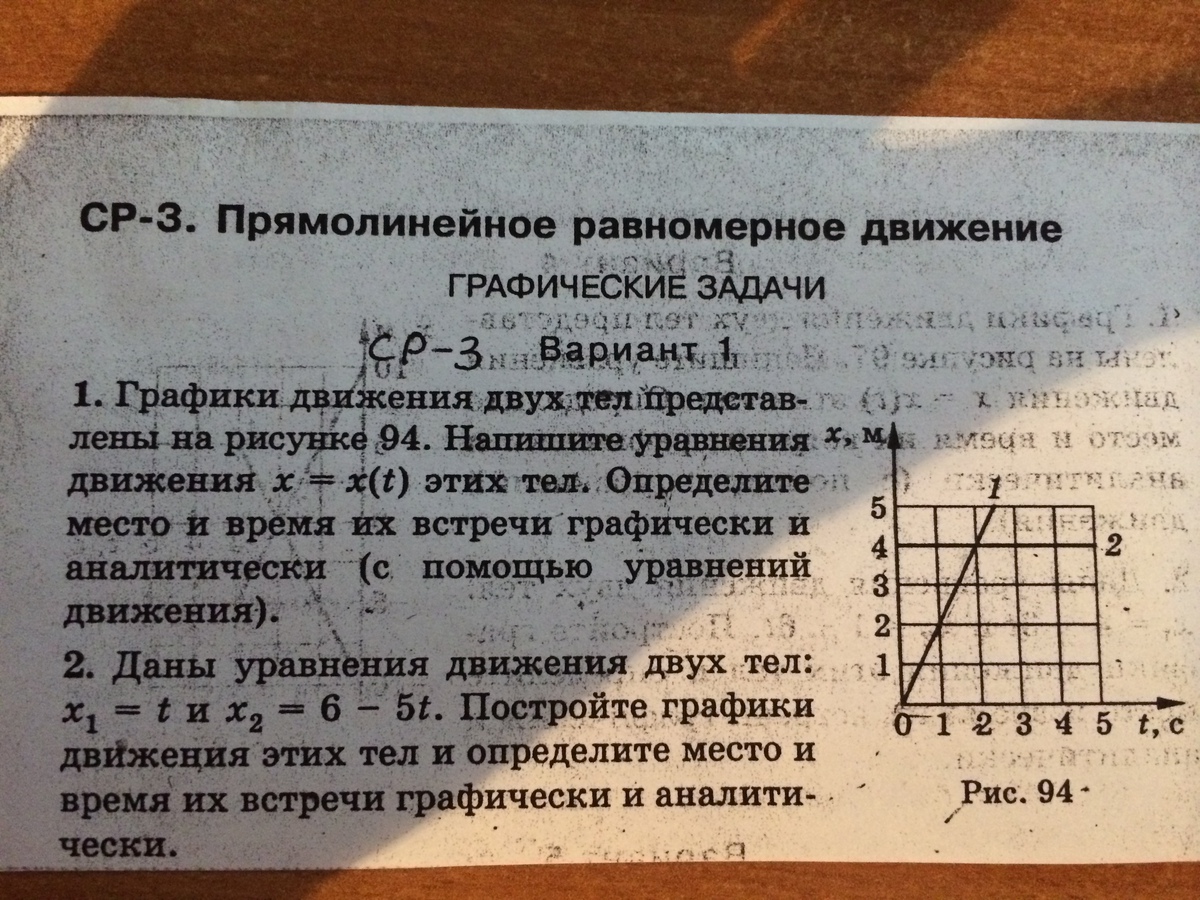 СР-3. Прямолинейное равномерное движение
ГРАФИЧЕСКИЕ ЗАДАЧИ
СР-3 Вариант 1
1. Графики движения двух тел представ-
лены на рисунке 94. Напишите уравнения
движения x = x(t) этих тел. Определите
место и время их встречи графически и
аналитически (с помощью уравнений
движения).
2. Даны уравнения движения двух тел:
x₁ = t и x₂ = 6 – 5t. Постройте графики
движения этих тел и определите место и
время их встречи графически и аналити-
чески.
x, м
1
5
4
2
3
2
1
0 1 2 3 4 5 t, с
Рис. 94